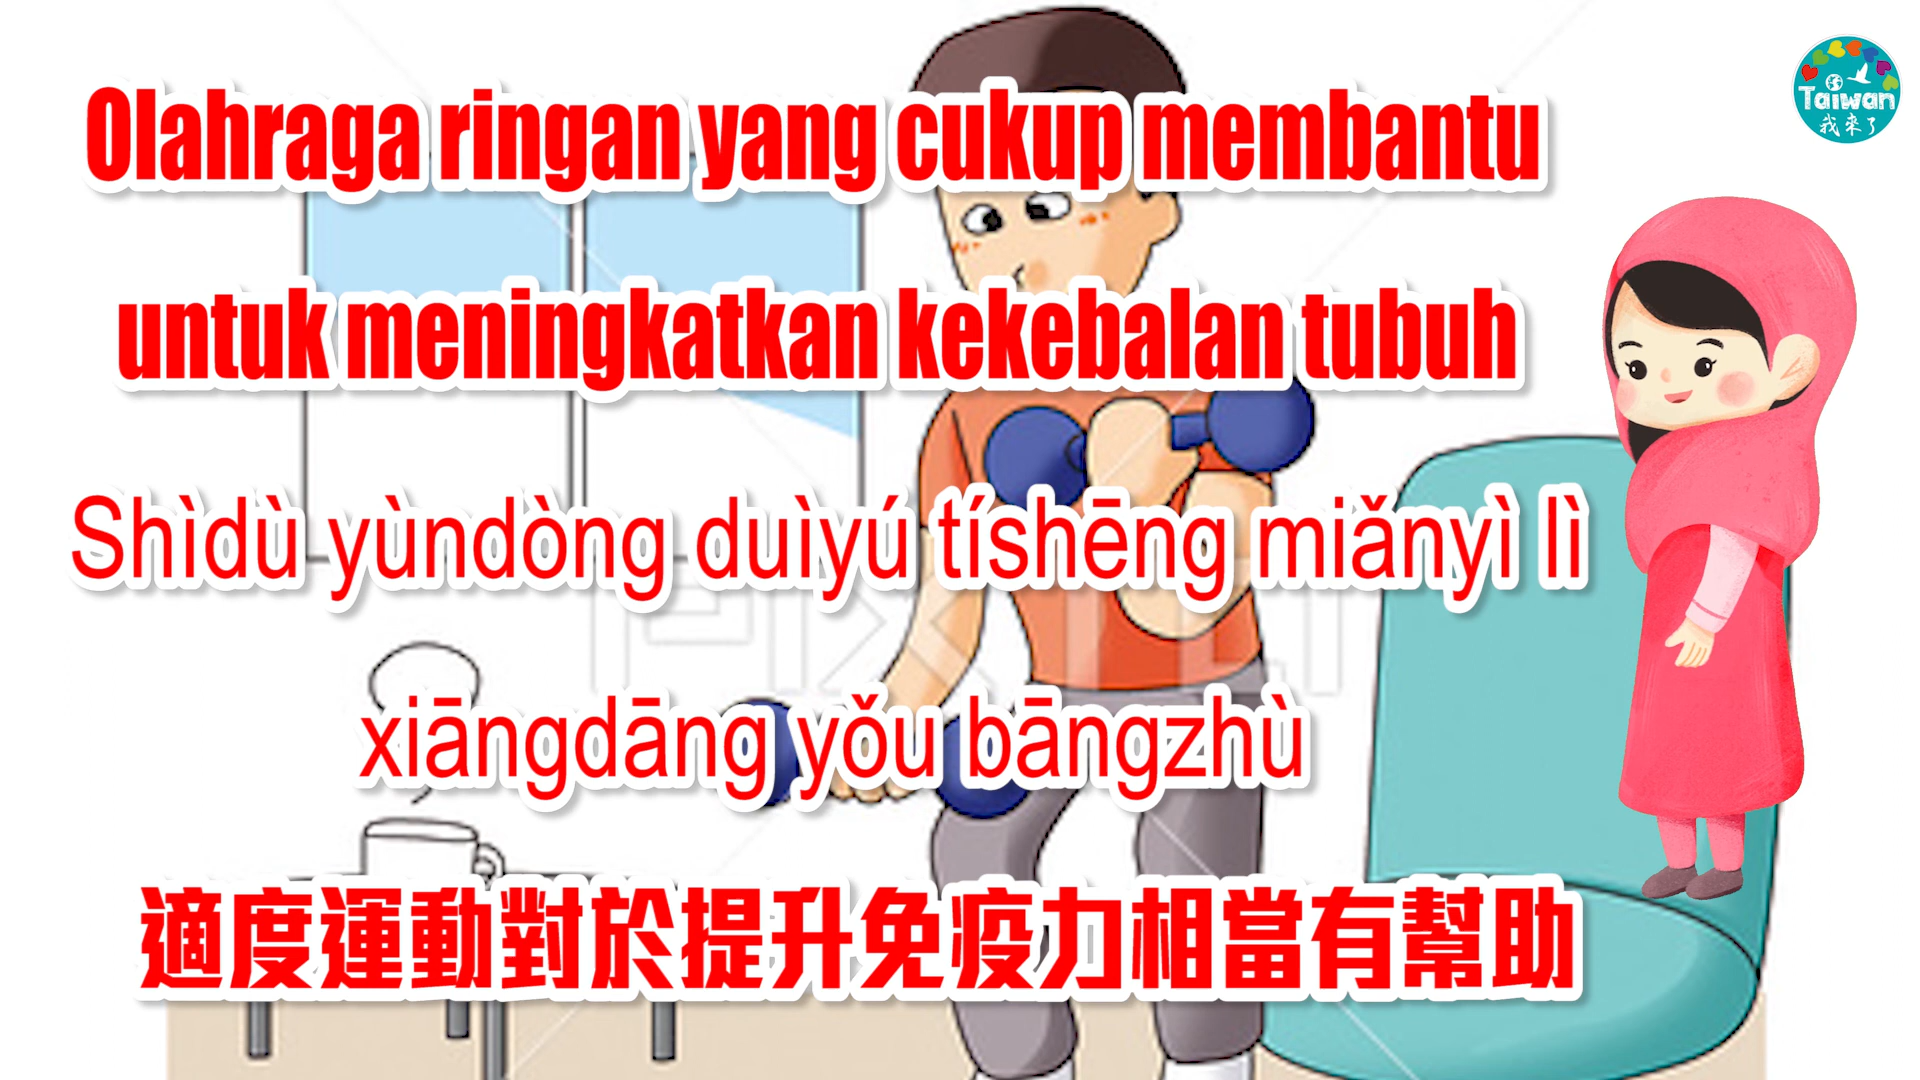 Olahraga ringan yang cukup membantu
untuk meningkatkan kekebalan tubuh
Shìdù yùndòng duìyú tíshēng miǎnyì lì
xiāngdāng yǒu bāngzhù
適度運動對於提升免疫力相當有幫助
Taiwan
我來了